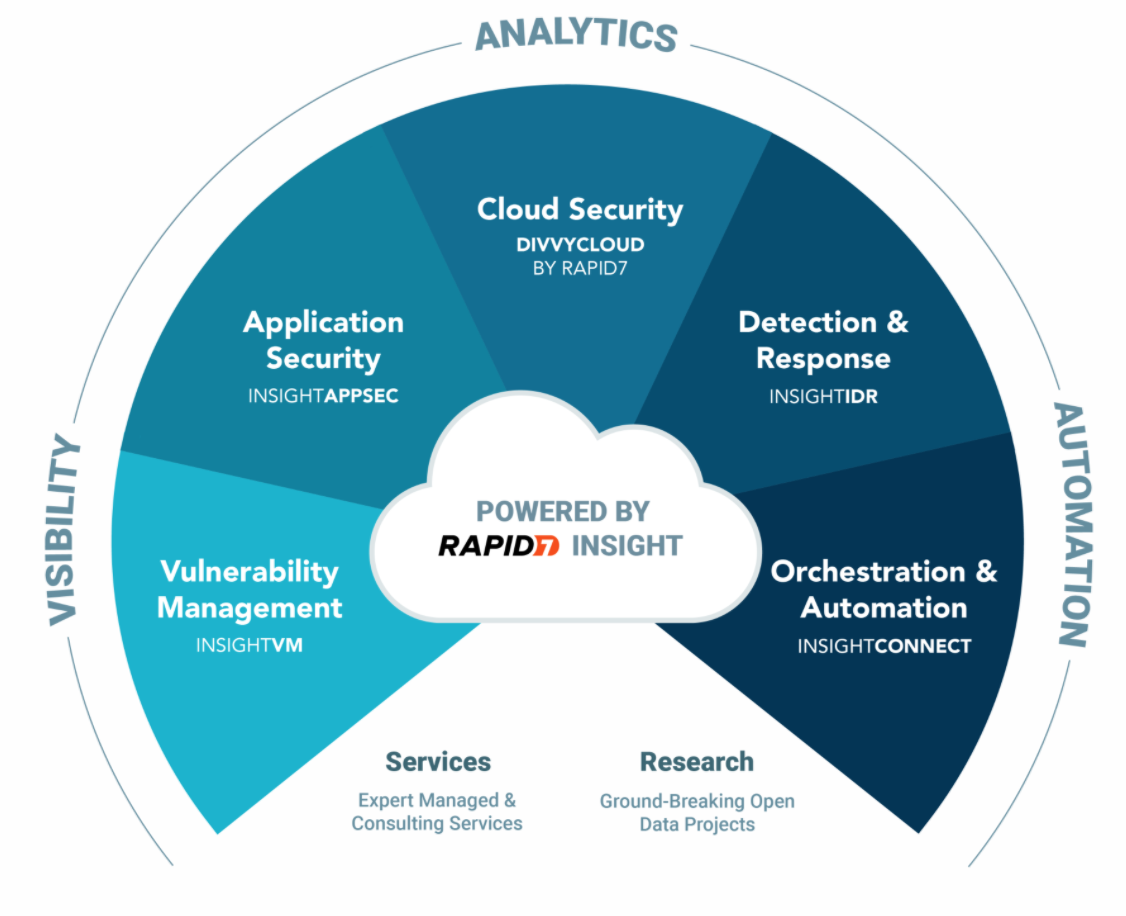 ANALYTICS
Cloud Security
DIVVYCLOUD
BY RAPID7
Application
Security
INSIGHTAPPSEC
Detection &
Response
INSIGHTIDR
VISIBILITY
AUTOMATION
POWERED BY
RAPID7 INSIGHT
Vulnerability
Management
INSIGHTVM
Orchestration &
Automation
INSIGHTCONNECT
Services
Expert Managed &
Consulting Services
Research
Ground-Breaking Open
Data Projects